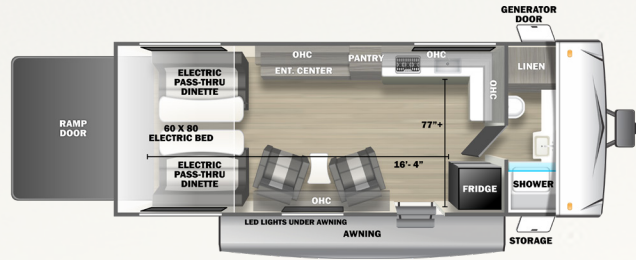 GENERATOR
DOOR
OHC
OHC
PANTRY
ENT. CENTER
LINEN
ELECTRIC
PASS-THRU
DINETTE
OHC
RAMP
DOOR
60 X 80
ELECTRIC BED
77"+
16'- 4"
ELECTRIC
PASS-THRU
DINETTE
FRIDGE
SHOWER
OHC
LED LIGHTS UNDER AWNING
AWNING
STORAGE